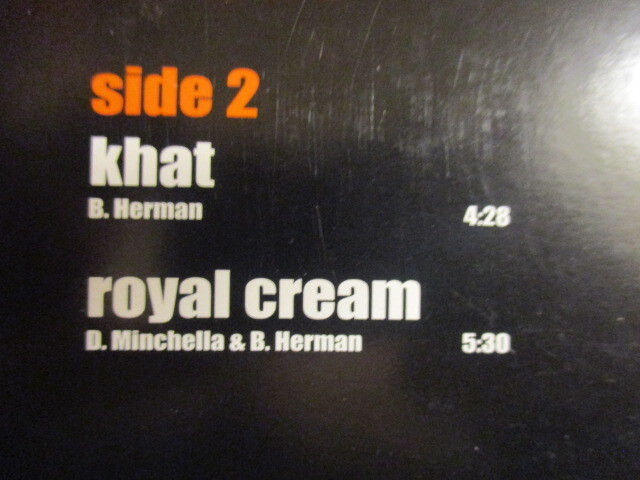 side 2
khat
B. Herman 4:28
royal cream
D. Minchella & B. Herman 5:30